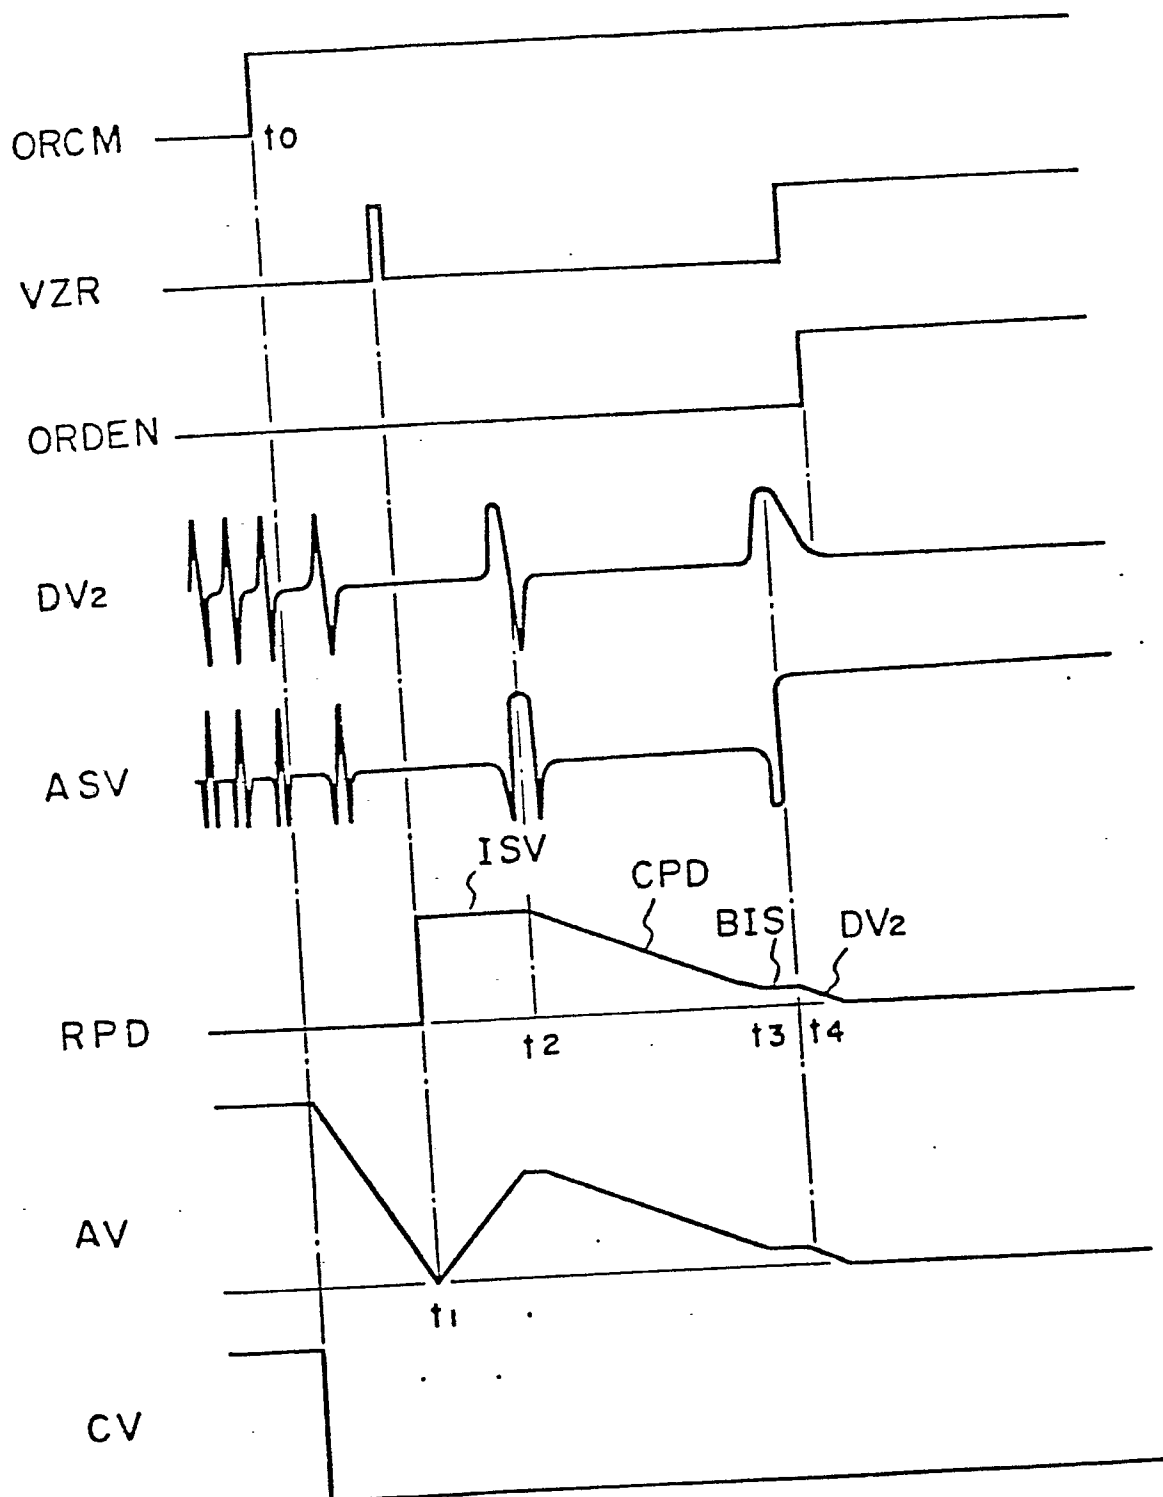 ORCM
t0
VZR
ORDEN
DV2
ASV
ISV
CPD
BIS
DV2
RPD
t2
t3
t4
AV
t1
CV